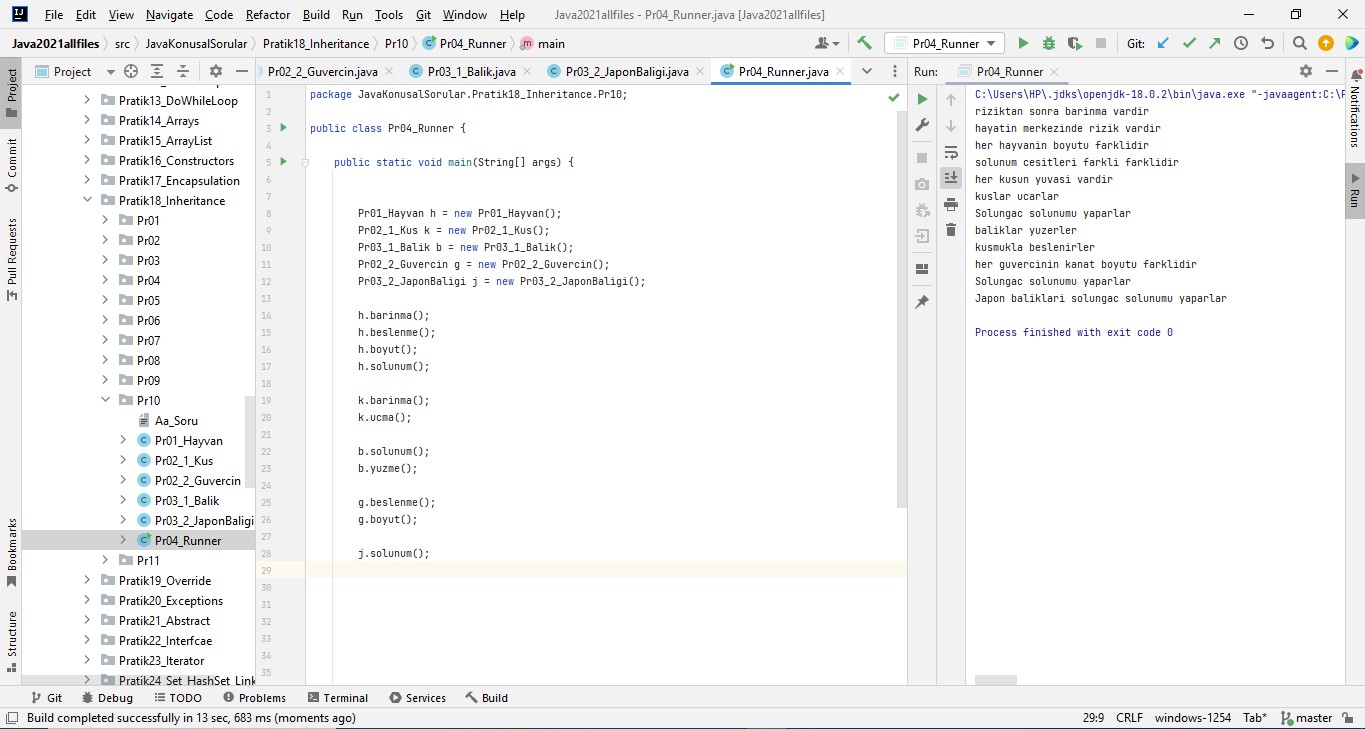 File Edit View Navigate Code Refactor Build Run Tools Git Window Help Java2021allfiles - Pr04_Runner.java [Java2021allfiles]
Java2021allfiles src JavaKonusalSorular Pratik18_Inheritance Pr10 Pr04_Runner main Pr04_Runner Git:
Project Pr02_2_Guvercin.java Pr03_1_Balik.java Pr03_2_JaponBaligi.java Pr04_Runner.java Run: Pr04_Runner
Project
Commit
Pull Requests
Bookmarks
Structure
Pratik13_DoWhileLoop
Pratik14_Arrays
Pratik15_ArrayList
Pratik16_Constructors
Pratik17_Encapsulation
Pratik18_Inheritance
Pr01
Pr02
Pr03
Pr04
Pr05
Pr06
Pr07
Pr08
Pr09
Pr10
Aa_Soru
Pr01_Hayvan
Pr02_1_Kus
Pr02_2_Guvercin
Pr03_1_Balik
Pr03_2_JaponBaligi
Pr04_Runner
Pr11
Pratik19_Override
Pratik20_Exceptions
Pratik21_Abstract
Pratik22_Interfcae
Pratik23_Iterator
Pratik24_Set_HashSet_Link
1 package JavaKonusalSorular.Pratik18_Inheritance.Pr10;
2
3 public class Pr04_Runner {
4
5 public static void main(String[] args) {
6
7
8 Pr01_Hayvan h = new Pr01_Hayvan();
9 Pr02_1_Kus k = new Pr02_1_Kus();
10 Pr03_1_Balik b = new Pr03_1_Balik();
11 Pr02_2_Guvercin g = new Pr02_2_Guvercin();
12 Pr03_2_JaponBaligi j = new Pr03_2_JaponBaligi();
13
14 h.barinma();
15 h.beslenme();
16 h.boyut();
17 h.solunum();
18
19 k.barinma();
20 k.ucma();
21
22 b.solunum();
23 b.yuzme();
24
25 g.beslenme();
26 g.boyut();
27
28 j.solunum();
29
30
31
32
33
34
35
C:\Users\HP\.jdks\openjdk-18.0.2\bin\java.exe "-javaagent:C:\P
riziktan sonra barinma vardir
hayatin merkezinde rizik vardir
her hayvanin boyutu farklidir
solunum cesitleri farkli farklidir
her kusun yuvasi vardir
kuslar ucarlar
Solungac solunumu yaparlar
baliklar yuzerler
kusmukla beslenirler
her guvercinin kanat boyutu farklidir
Solungac solunumu yaparlar
Japon baliklari solungac solunumu yaparlar
Process finished with exit code 0
Notifications
Run
Git Debug TODO Problems Terminal Services Build
Build completed successfully in 13 sec, 683 ms (moments ago) 29:9 CRLF windows-1254 Tab* master